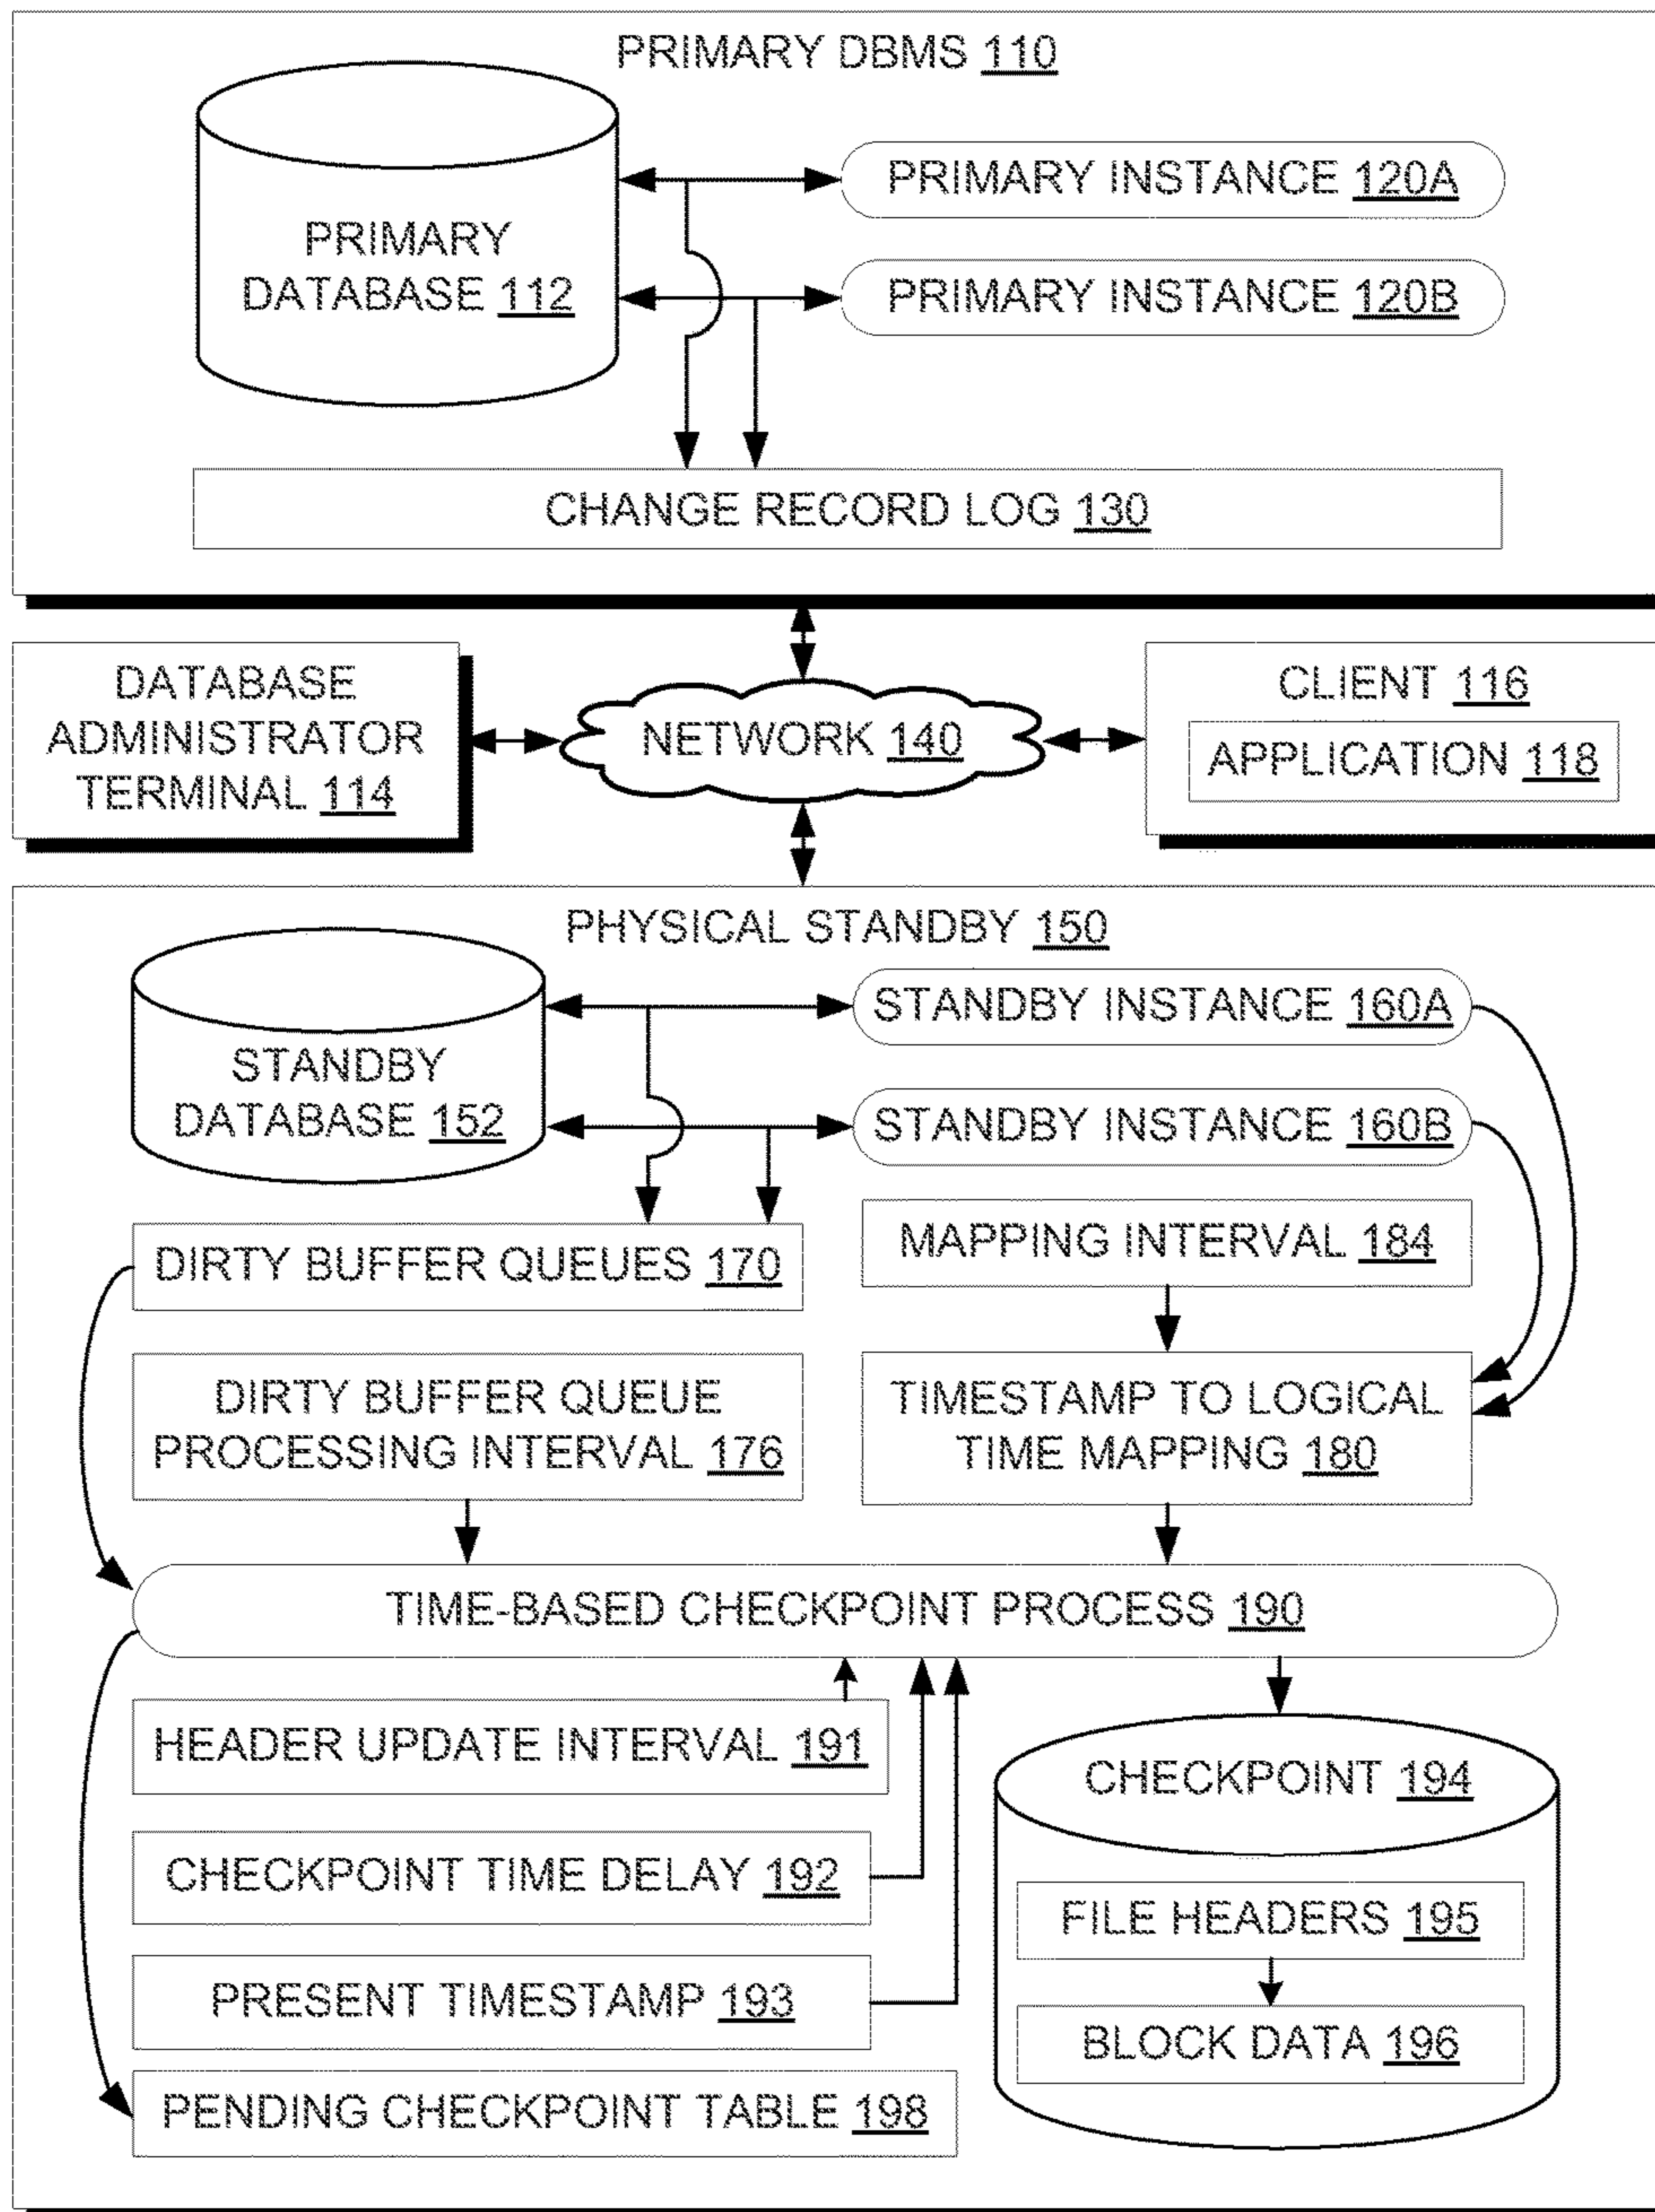 PRIMARY DBMS 110
PRIMARY INSTANCE 120A
PRIMARY
DATABASE 112
PRIMARY INSTANCE 120B
CHANGE RECORD LOG 130
DATABASE
ADMINISTRATOR
TERMINAL 114
NETWORK 140
CLIENT 116
APPLICATION 118
PHYSICAL STANDBY 150
STANDBY INSTANCE 160A
STANDBY
DATABASE 152
STANDBY INSTANCE 160B
DIRTY BUFFER QUEUES 170
MAPPING INTERVAL 184
DIRTY BUFFER QUEUE
PROCESSING INTERVAL 176
TIMESTAMP TO LOGICAL
TIME MAPPING 180
TIME-BASED CHECKPOINT PROCESS 190
HEADER UPDATE INTERVAL 191
CHECKPOINT TIME DELAY 192
PRESENT TIMESTAMP 193
PENDING CHECKPOINT TABLE 198
CHECKPOINT 194
FILE HEADERS 195
BLOCK DATA 196